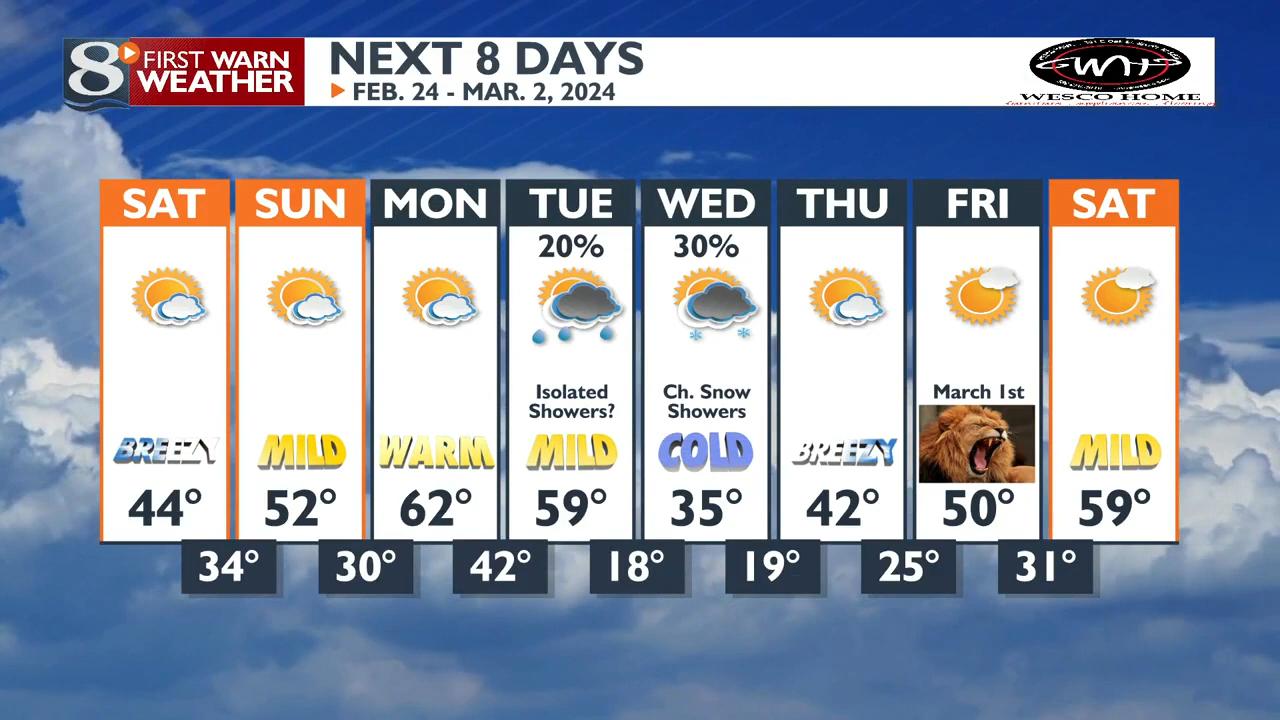 8
FIRST WARN
WEATHER
NEXT 8 DAYS
FEB. 24 - MAR. 2, 2024
WH
WESCO HOME
SAT
SUN
MON
TUE
WED
THU
FRI
SAT
20%
30%
Isolated
Showers?
Ch. Snow
Showers
March 1st
BREEZY
MILD
WARM
MILD
COLD
BREEZY
MILD
44°
52°
62°
59°
35°
42°
50°
59°
34°
30°
42°
18°
19°
25°
31°